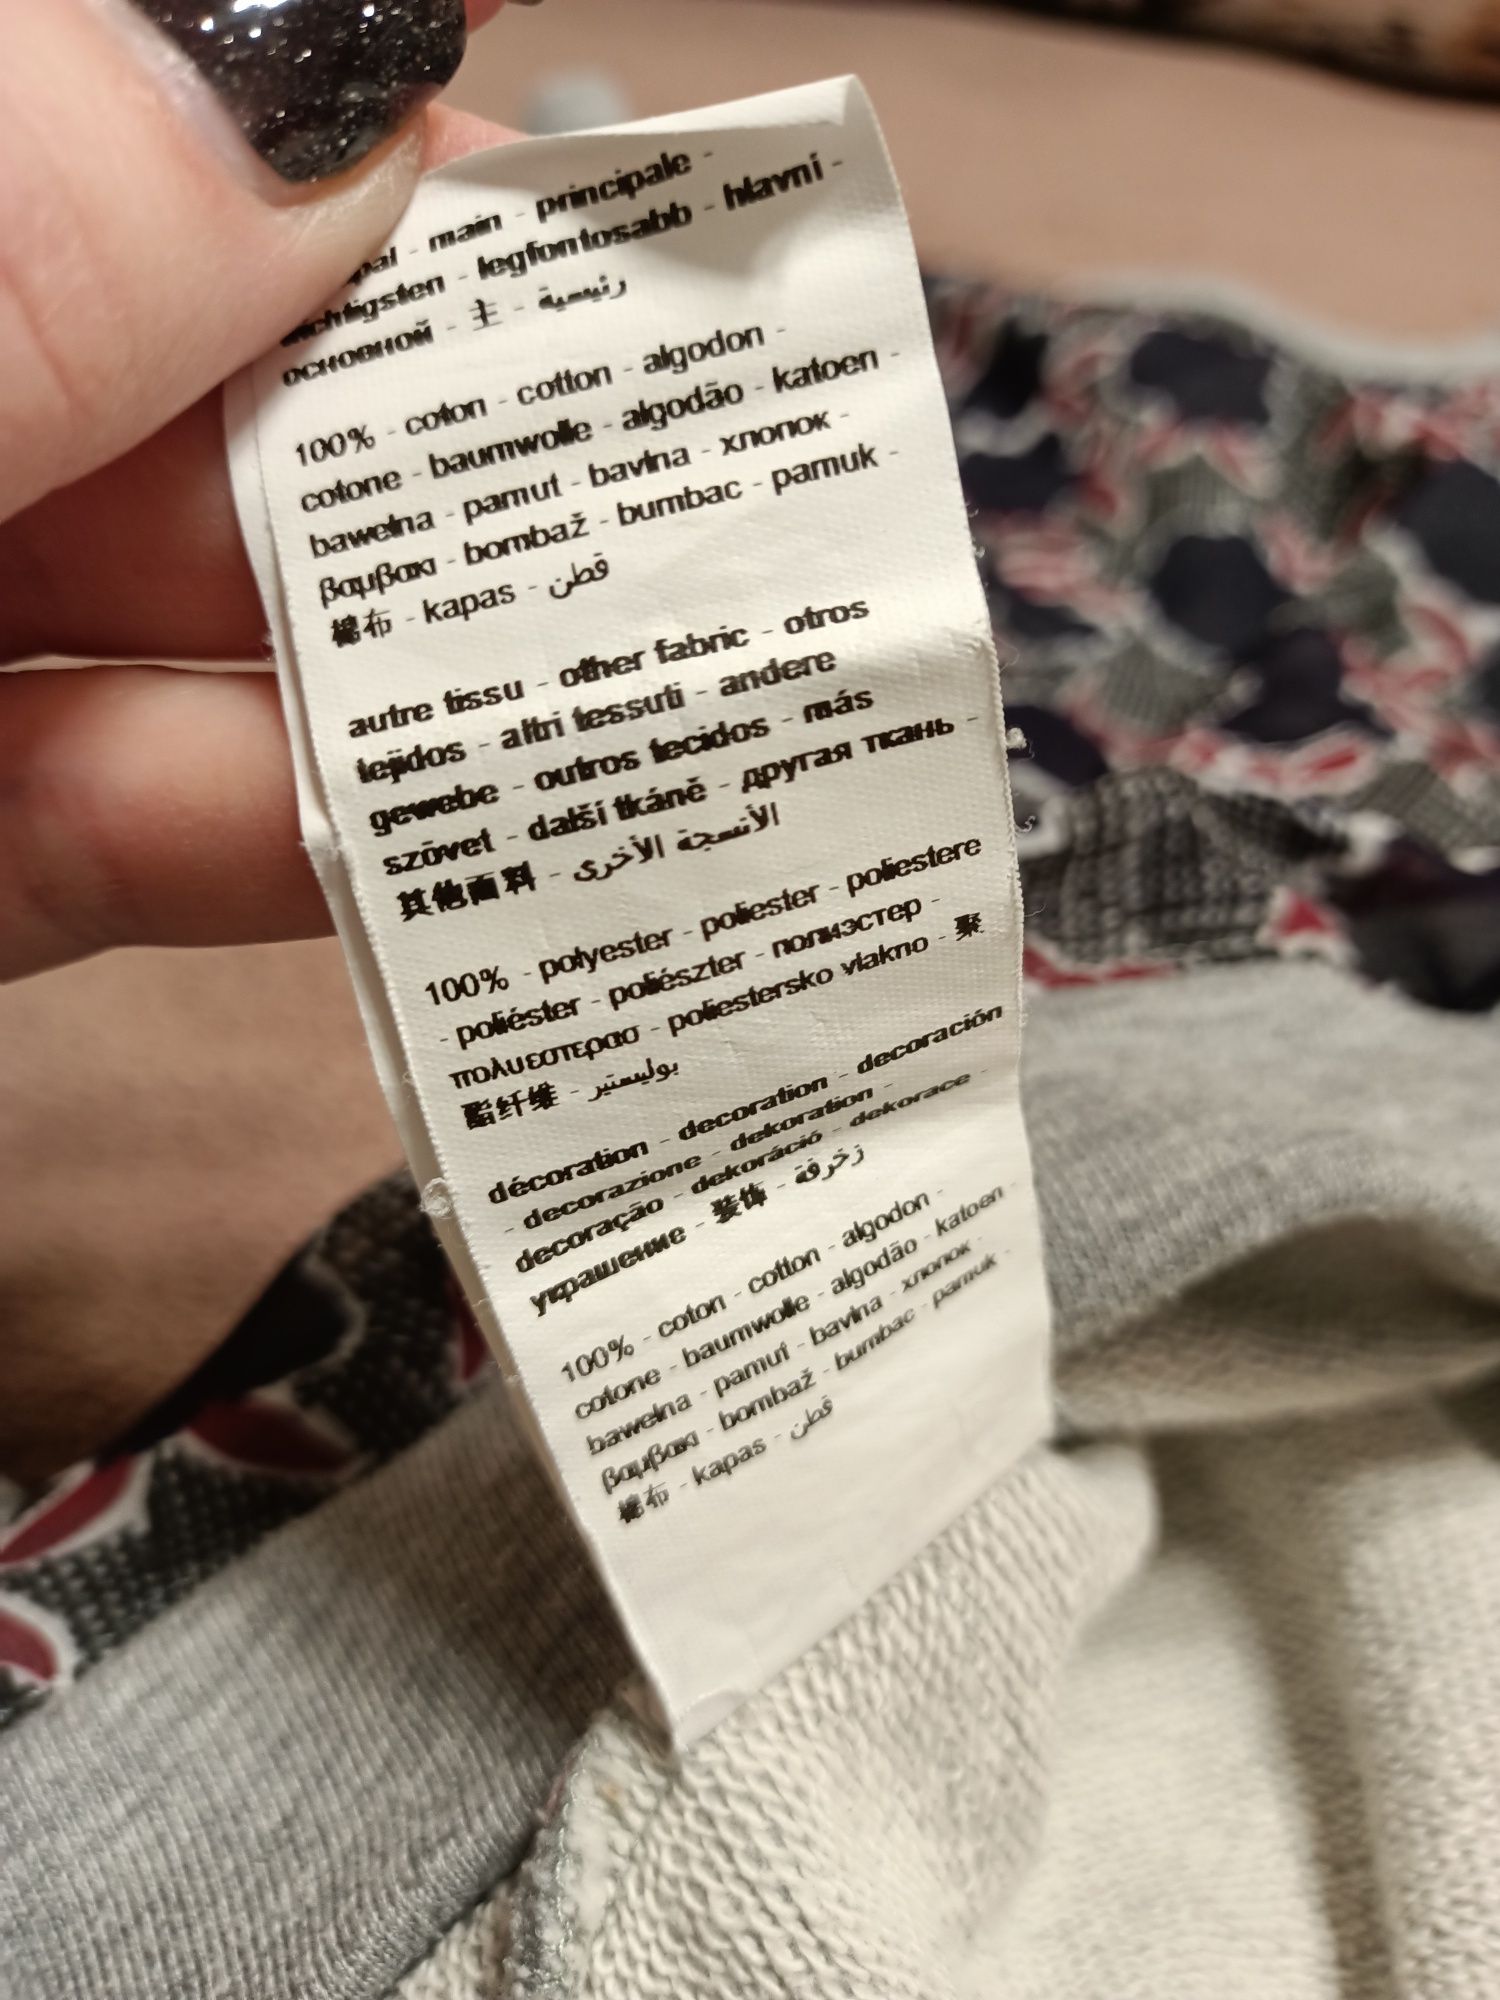 - main - principale -
- legfontosabb - hlavní -
основной - 主 - رئيسية
100% - coton - cotton - algodon -
cotone - baumwolle - algodão - katoen -
bawełna - pamut - bavlna - хлопок -
βαμβακι - bombaž - bumbac - pamuk -
棉布 - kapas - قطن
autre tissu - other fabric - otros
tejidos - altri tessuti - andere
gewebe - outros tecidos - más
szövet - další tkáně - другая ткань -
其他面料 - الأنسجة الأخرى
100% - polyester - poliester - poliestere
- poliéster - poliészter - полиэстер -
πολυεστερασ - poliestersko vlakno - 聚
酯纤维 - بوليستير
décoration - decoration - decoración
- decorazione - dekoration -
decoração - dekoráció - dekorace -
украшение - 装饰 - زخرفة
100% - coton - cotton - algodon -
cotone - baumwolle - algodão - katoen -
bawełna - pamut - bavlna - хлопок -
βαμβακι - bombaž - bumbac - pamuk -
棉布 - kapas - قطن